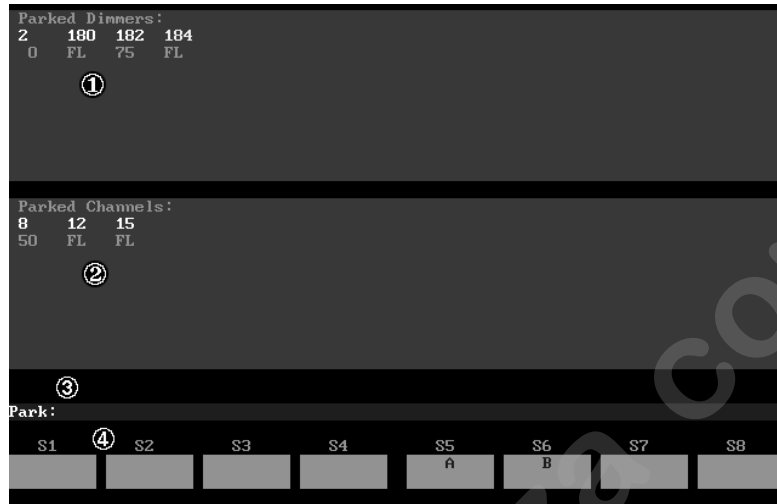 Parked Dimmers:
2 180 182 184
0 FL 75 FL
①
Parked Channels:
8 12 15
50 FL FL
②
③
Park:
④
S1 S2 S3 S4 S5 S6 S7 S8
A B